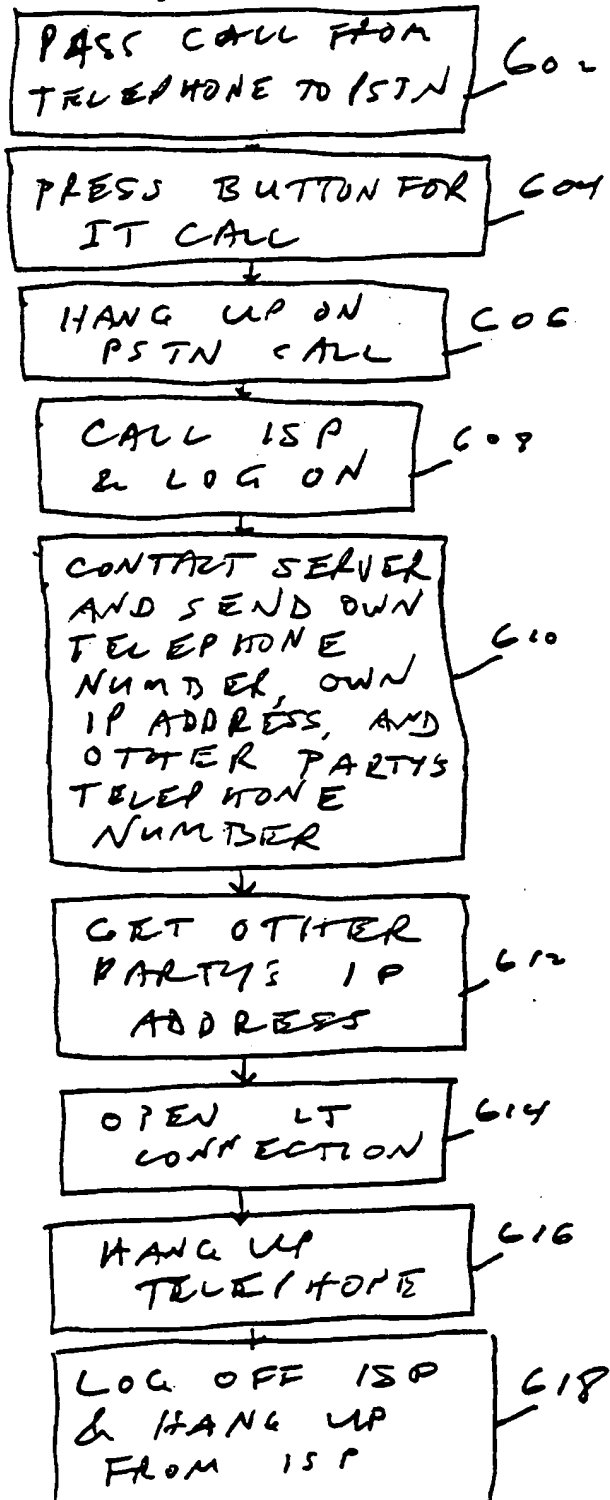 PASS CALL FROM
TELEPHONE TO PSTN
602
PRESS BUTTON FOR
IT CALL
604
HANG UP ON
PSTN CALL
606
CALL ISP
& LOG ON
608
CONTACT SERVER
AND SEND OWN
TELEPHONE
NUMBER, OWN
IP ADDRESS, AND
OTHER PARTY'S
TELEPHONE
NUMBER
610
GET OTHER
PARTY'S IP
ADDRESS
612
OPEN IT
CONNECTION
614
HANG UP
TELEPHONE
616
LOG OFF ISP
& HANG UP
FROM ISP
618